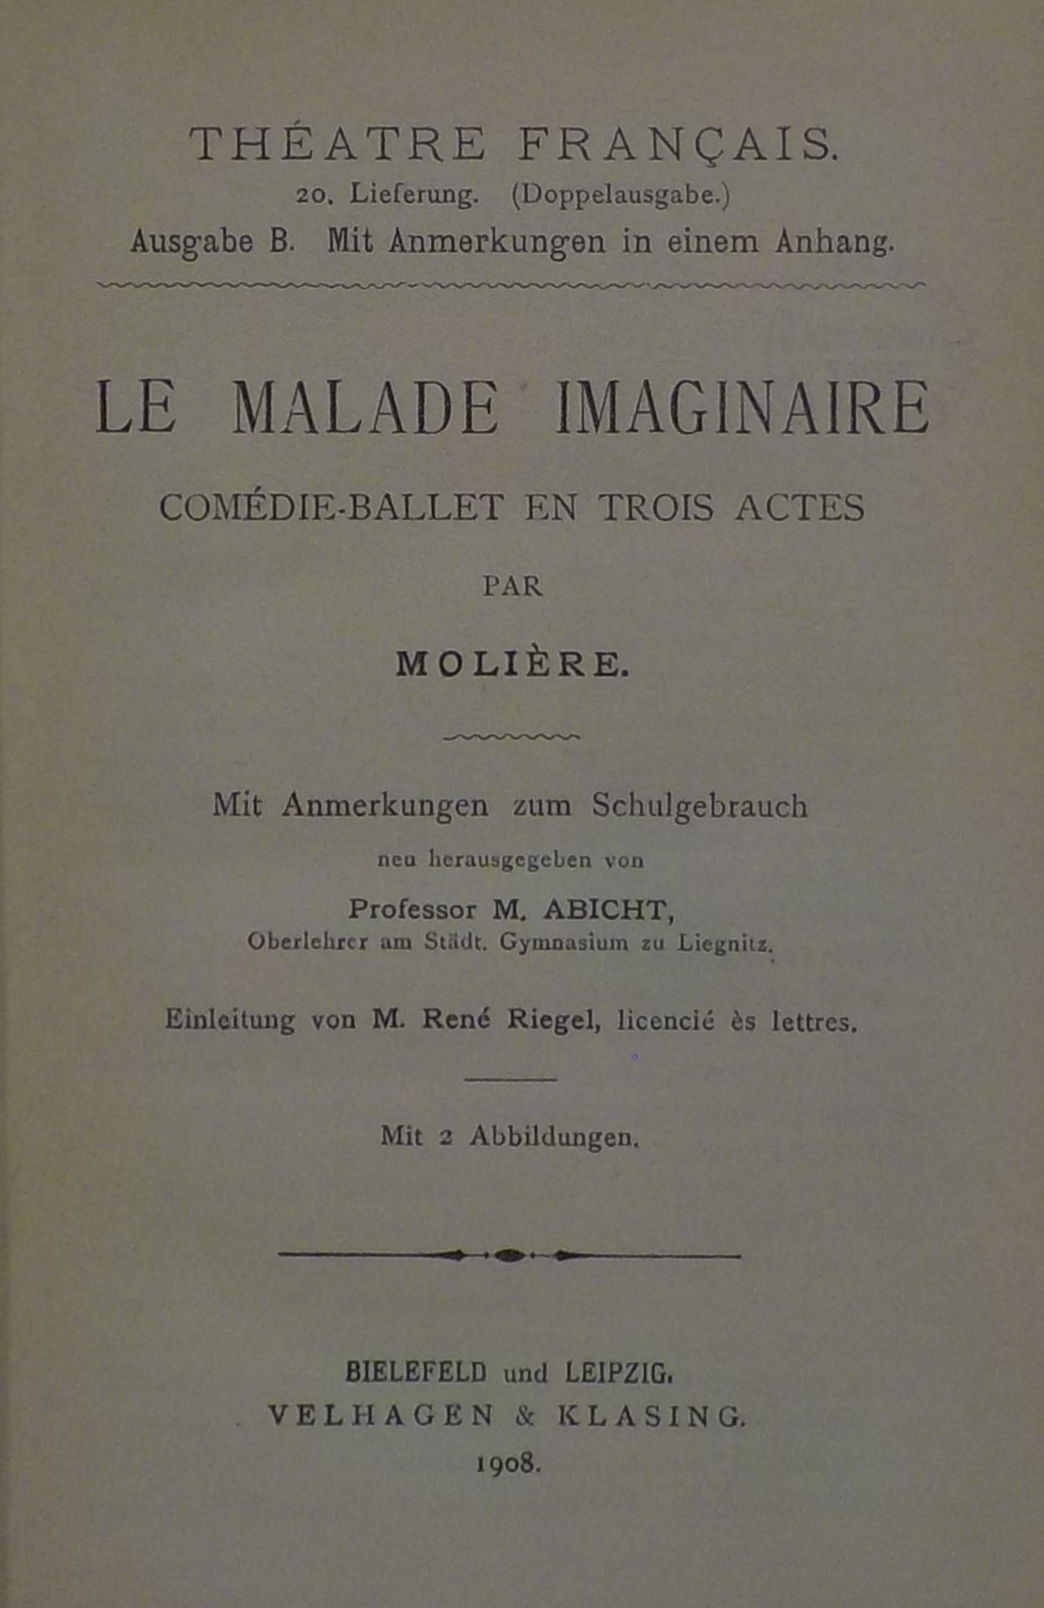 THÉATRE FRANÇAIS.
20. Lieferung. (Doppelausgabe.)
Ausgabe B. Mit Anmerkungen in einem Anhang.
LE MALADE IMAGINAIRE
COMÉDIE-BALLET EN TROIS ACTES
PAR
MOLIÈRE.
Mit Anmerkungen zum Schulgebrauch
neu herausgegeben von
Professor M. ABICHT,
Oberlehrer am Städt. Gymnasium zu Liegnitz.
Einleitung von M. René Riegel, licencié ès lettres.
Mit 2 Abbildungen.
BIELEFELD und LEIPZIG.
VELHAGEN & KLASING.
1908.